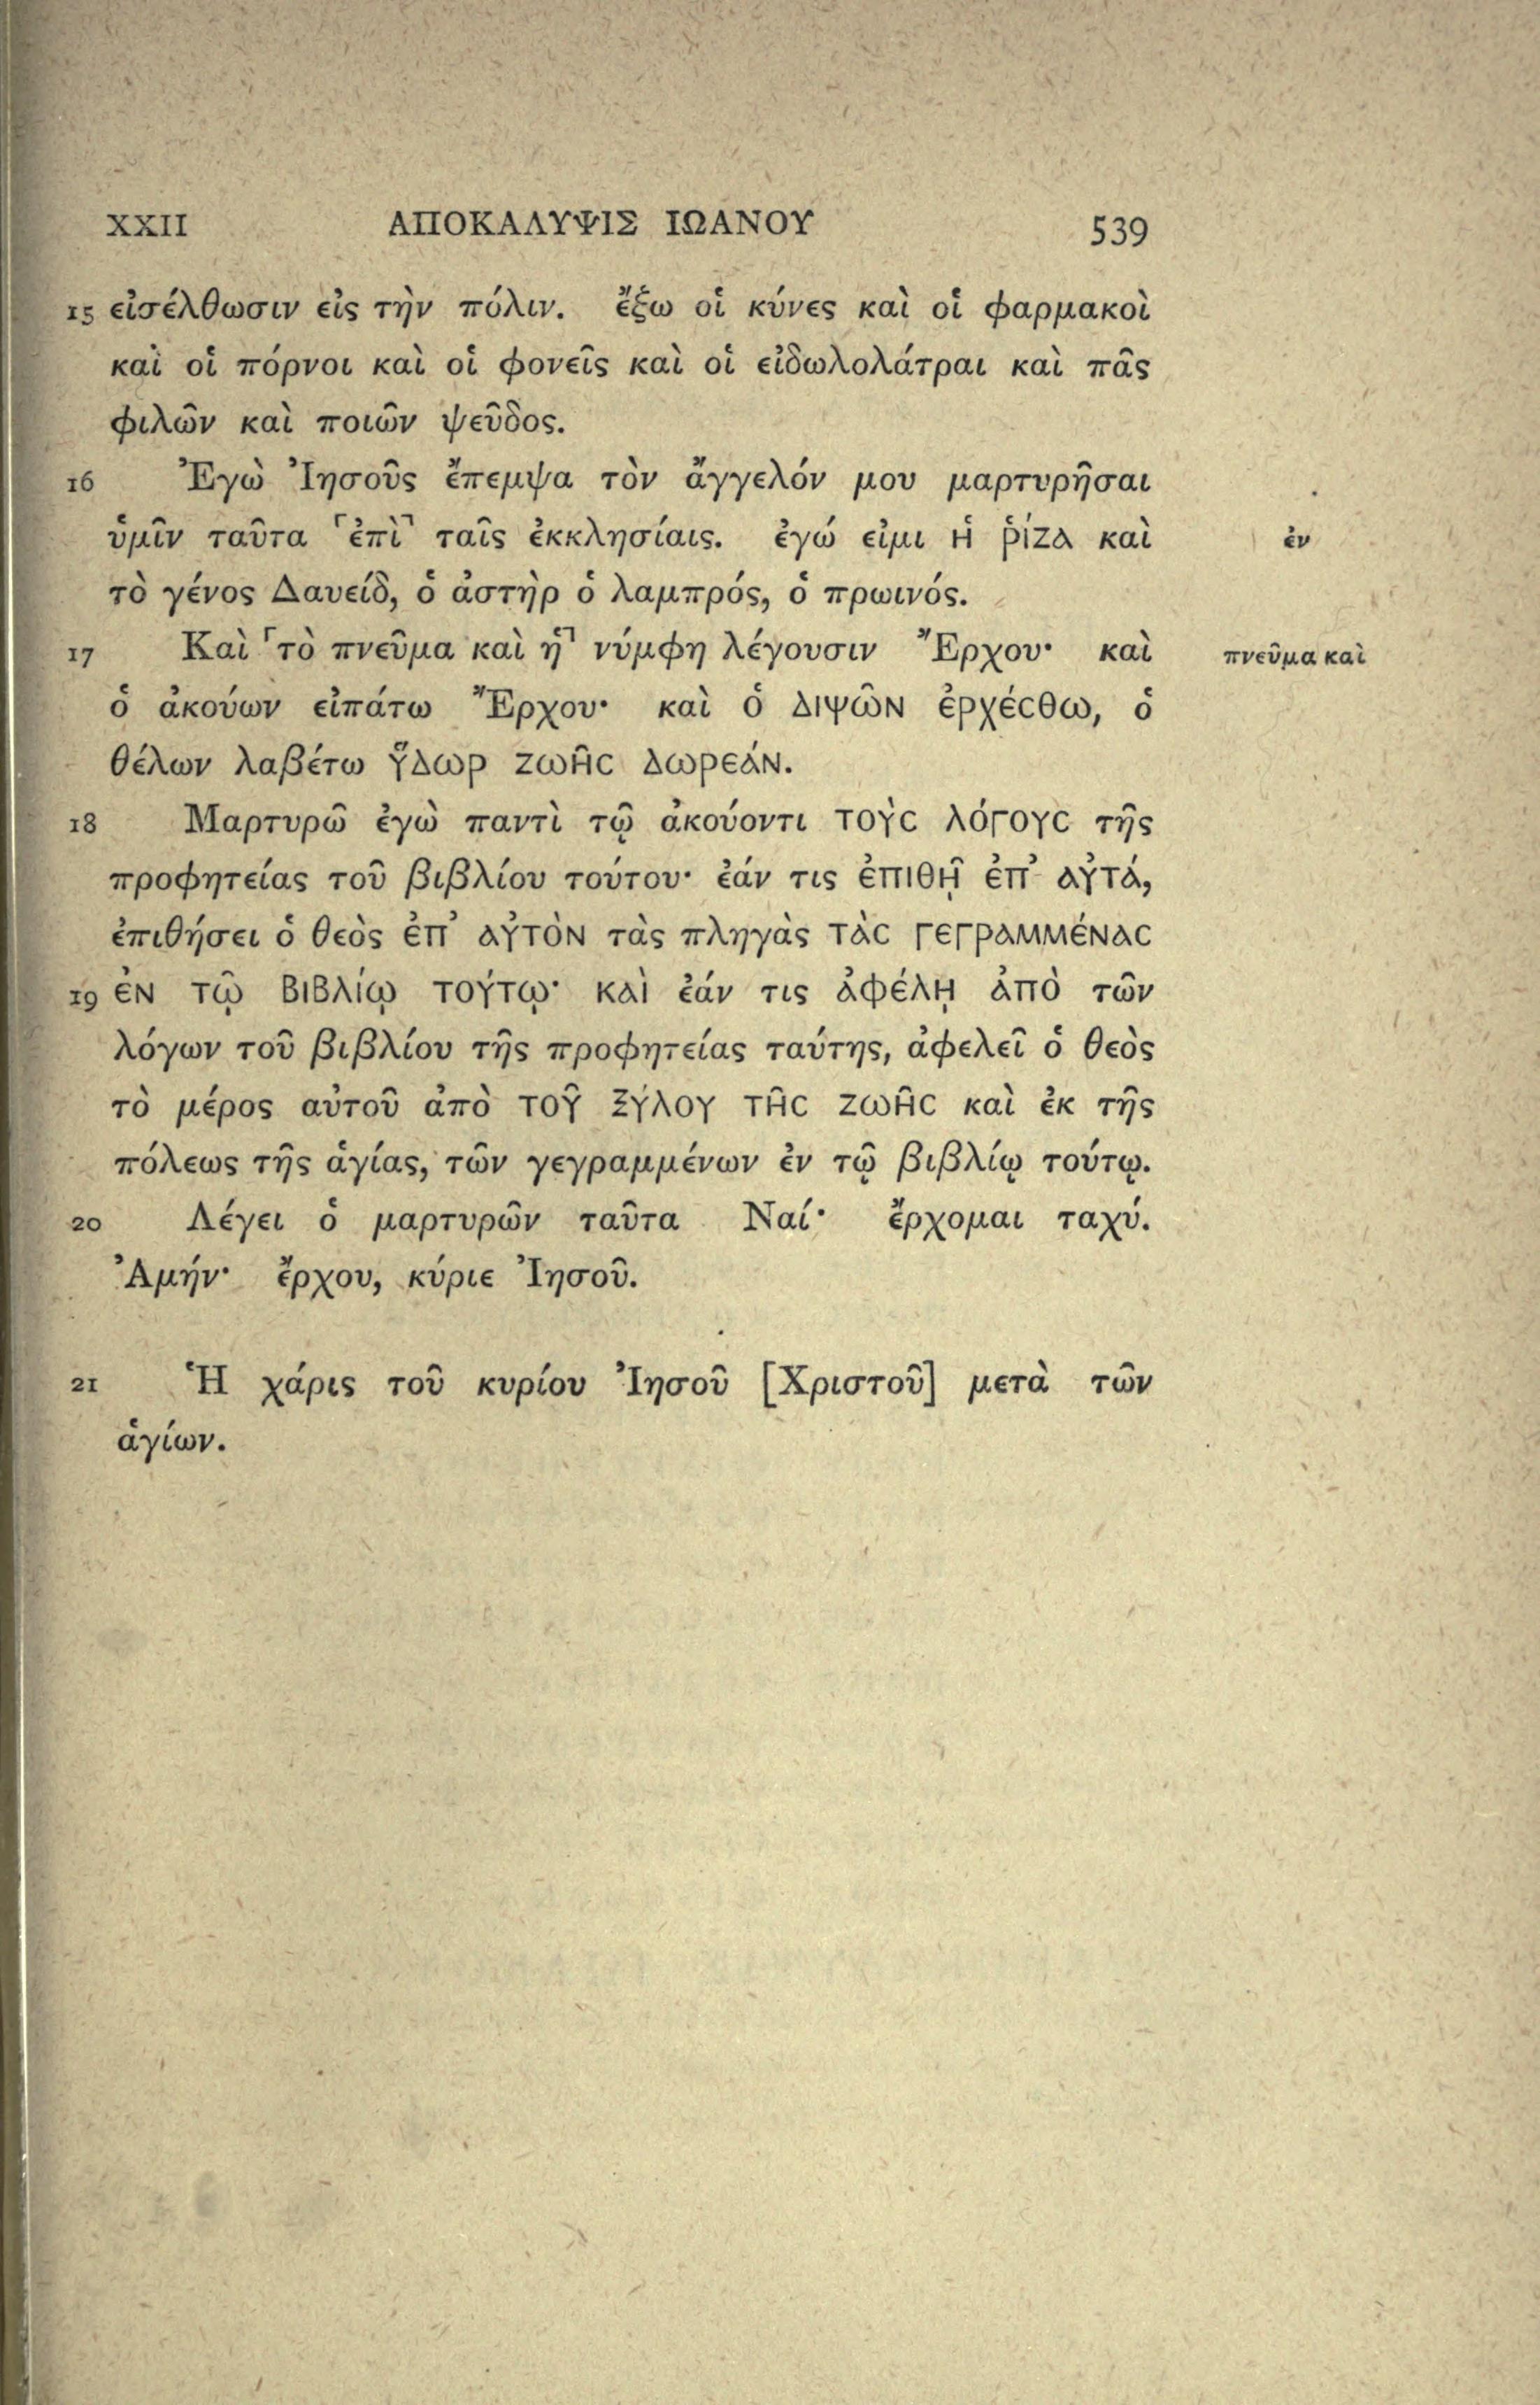 XXII ΑΠΟΚΑΛΥΨΙΣ ΙΩΑΝΟΥ 539
15 εἰσέλθωσιν εἰς τὴν πόλιν. ἔξω οἱ κύνες καὶ οἱ φαρμακοὶ
καὶ οἱ πόρνοι καὶ οἱ φονεῖς καὶ οἱ εἰδωλολάτραι καὶ πᾶς
φιλῶν καὶ ποιῶν ψεῦδος.
16 Ἐγὼ Ἰησοῦς ἔπεμψα τὸν ἄγγελόν μου μαρτυρῆσαι
ὑμῖν ταῦτα ⌜ἐπὶ⌝ ταῖς ἐκκλησίαις. ἐγώ εἰμι ἡ ῥίζα καὶ ἐν
τὸ γένος Δαυείδ, ὁ ἀστὴρ ὁ λαμπρός, ὁ πρωινός.
17 Καὶ ⌜τὸ πνεῦμα καὶ ἡ⌝ νύμφη λέγουσιν Ἔρχου· καὶ πνεῦμα καὶ
ὁ ἀκούων εἰπάτω Ἔρχου· καὶ ὁ διψῶν ἐρχέσθω, ὁ
θέλων λαβέτω ὕδωρ ζωῆς δωρεάν.
18 Μαρτυρῶ ἐγὼ παντὶ τῷ ἀκούοντι τοὺς λόγους τῆς
προφητείας τοῦ βιβλίου τούτου· ἐάν τις ἐπιθῇ ἐπ’ αὐτά,
ἐπιθήσει ὁ θεὸς ἐπ’ αὐτὸν τὰς πληγὰς τὰς γεγραμμένας
19 ἐν τῷ βιβλίῳ τούτῳ· καὶ ἐάν τις ἀφέλῃ ἀπὸ τῶν
λόγων τοῦ βιβλίου τῆς προφητείας ταύτης, ἀφελεῖ ὁ θεὸς
τὸ μέρος αὐτοῦ ἀπὸ τοῦ ξύλου τῆς ζωῆς καὶ ἐκ τῆς
πόλεως τῆς ἁγίας, τῶν γεγραμμένων ἐν τῷ βιβλίῳ τούτῳ.
20 Λέγει ὁ μαρτυρῶν ταῦτα Ναί· ἔρχομαι ταχύ.
Ἀμήν· ἔρχου, κύριε Ἰησοῦ.
21 Ἡ χάρις τοῦ κυρίου Ἰησοῦ [Χριστοῦ] μετὰ τῶν
ἁγίων.